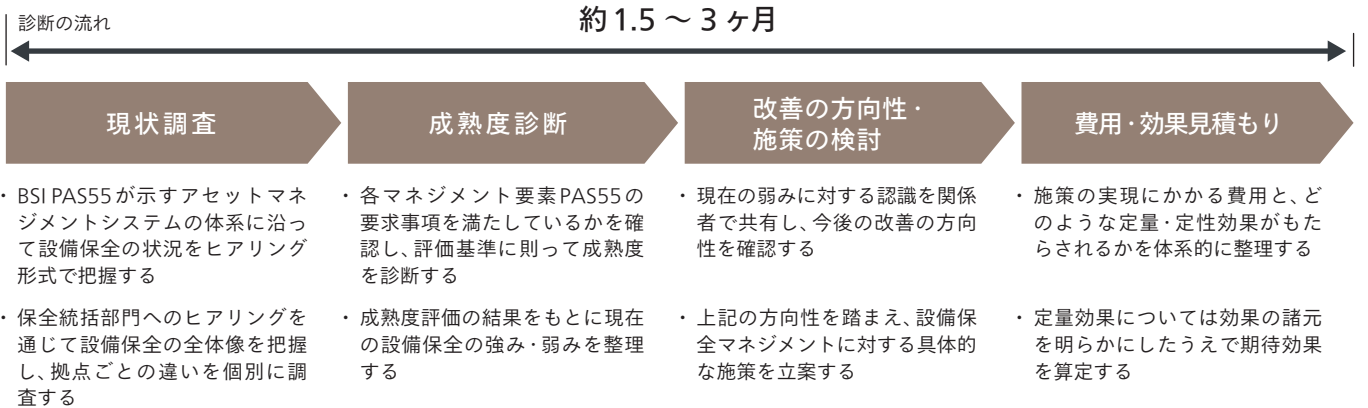 診断の流れ
約1.5 ～ 3 ヶ月
現状調査
・ BSI PAS55が示すアセットマネ
ジメントシステムの体系に沿っ
て設備保全の状況をヒアリング
形式で把握する
・ 保全統括部門へのヒアリングを
通じて設備保全の全体像を把握
し、拠点ごとの違いを個別に調
査する
成熟度診断
・ 各マネジメント要素PAS55の
要求事項を満たしているかを確
認し、評価基準に則って成熟度
を診断する
・ 成熟度評価の結果をもとに現在
の設備保全の強み・弱みを整理
する
改善の方向性・
施策の検討
・ 現在の弱みに対する認識を関係
者で共有し、今後の改善の方向
性を確認する
・ 上記の方向性を踏まえ、設備保
全マネジメントに対する具体的
な施策を立案する
費用・効果見積もり
・ 施策の実現にかかる費用と、ど
のような定量・定性効果がもた
らされるかを体系的に整理する
・ 定量効果については効果の諸元
を明らかにしたうえで期待効果
を算定する